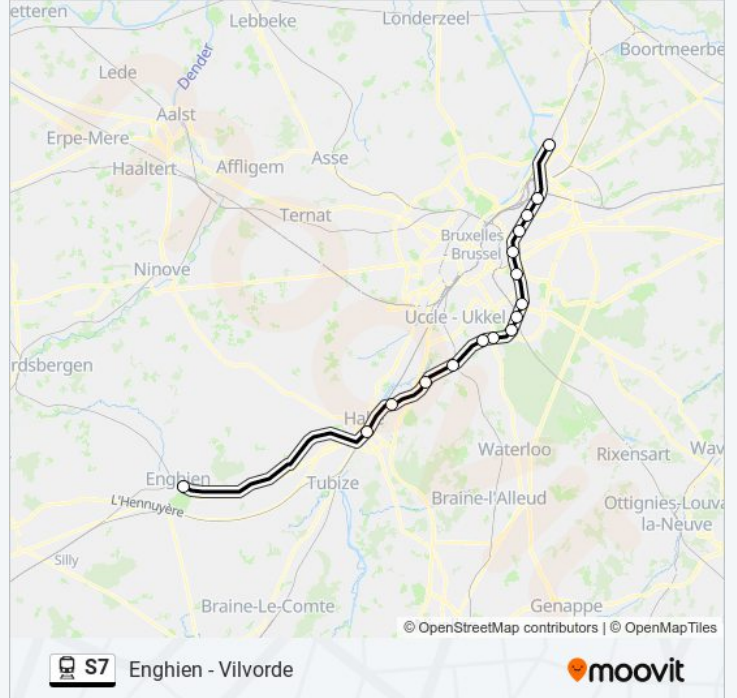 etteren
Lebbeke
Londerzeel
Boortmeerbe
Lede
Dender
Aalst
Erpe-Mere
Asse
Haaltert
Affligem
Ternat
Bruxelles
- Brussel
Ninove
Uccle - Ukkel
rdsbergen
Halle
Waterloo
Rixensart
Wav
Enghien
Tubize
Braine-l'Alleud
L'Hennuyère
Ottignies-Louva
la-Neuve
Silly
Braine-Le-Comte
Genappe
© OpenStreetMap contributors | © OpenMapTiles
S7 Enghien - Vilvorde
moovit